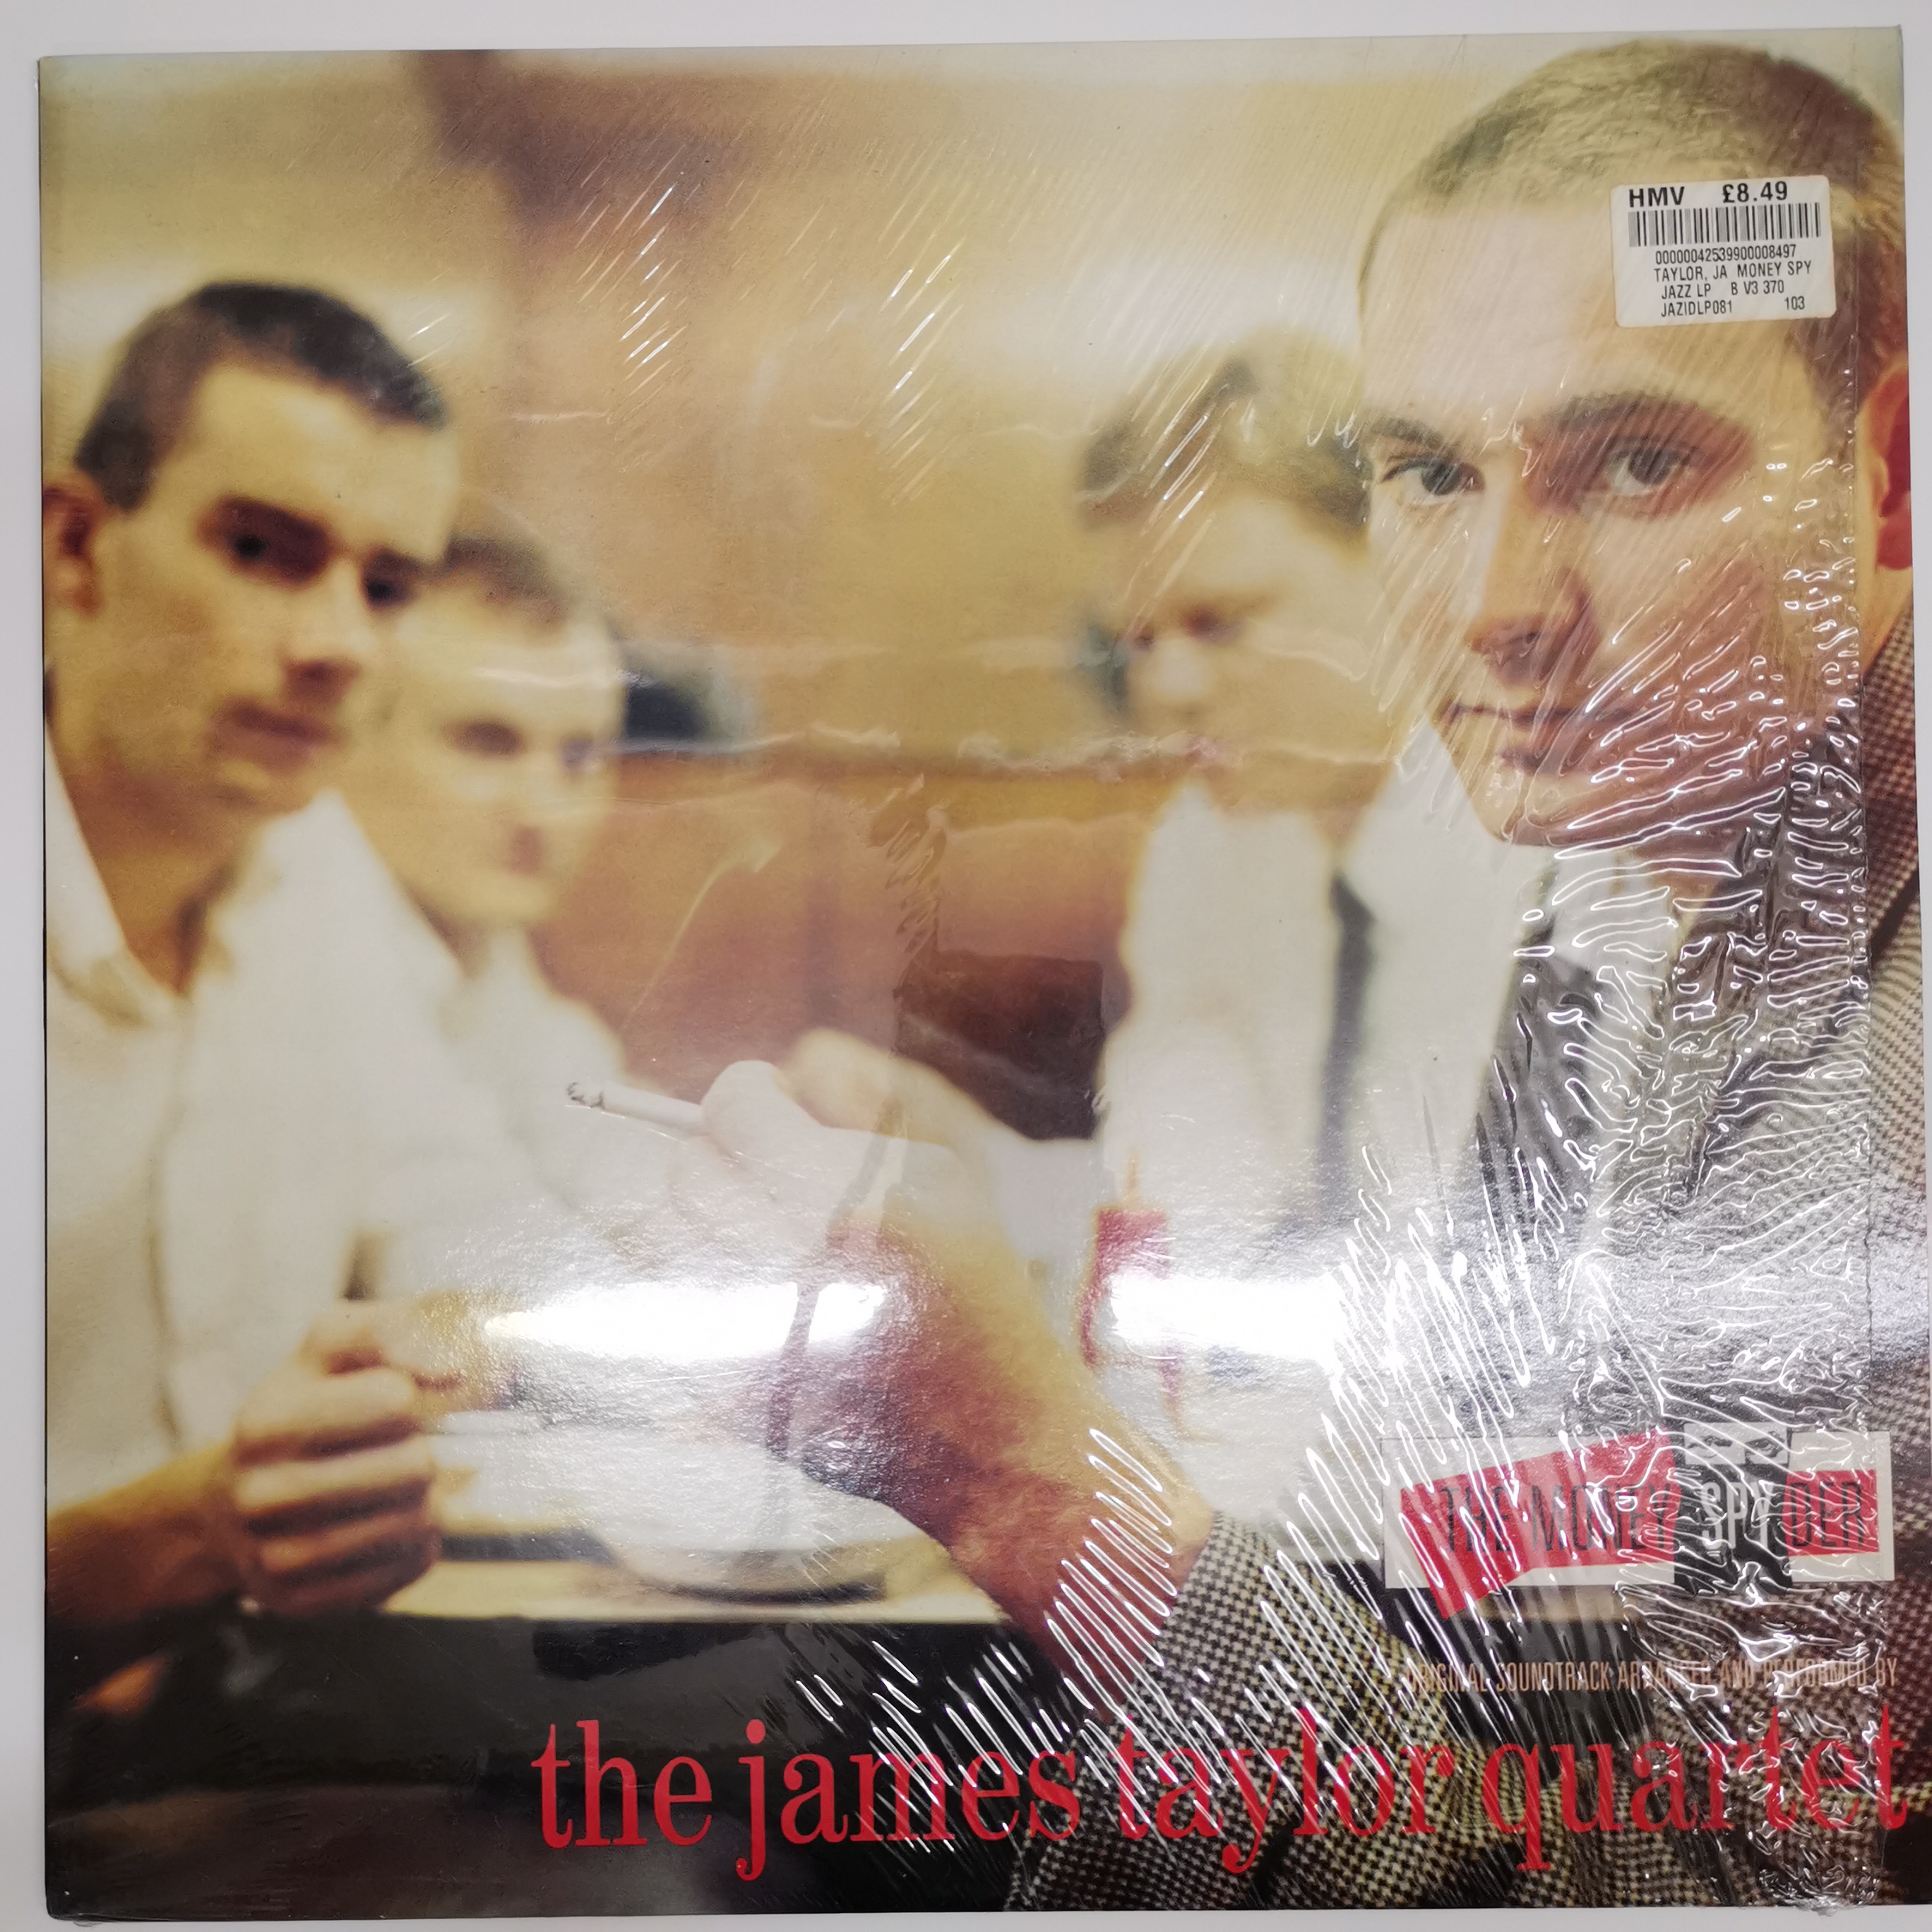 HMV £8.49
00000042539900008497
TAYLOR, JA MONEY SPY
JAZZ LP B V3 370
JAZIDLP081 103
THE MONEY SPYDER
ORIGINAL SOUNDTRACK ARRANGED AND PERFORMED BY
the james taylor quartet